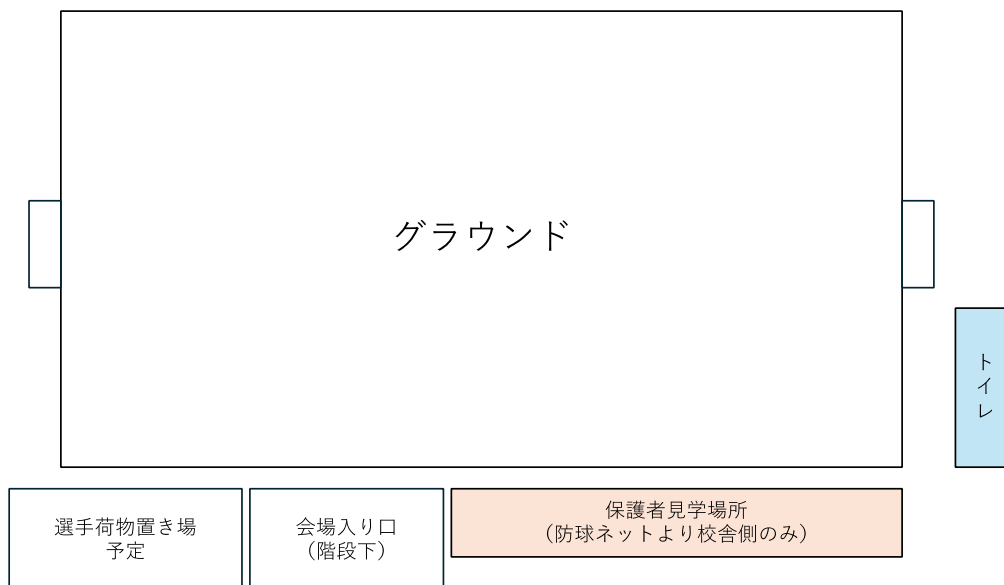 グラウンド
トイレ
選手荷物置き場
予定
会場入り口
（階段下）
保護者見学場所
（防球ネットより校舎側のみ）